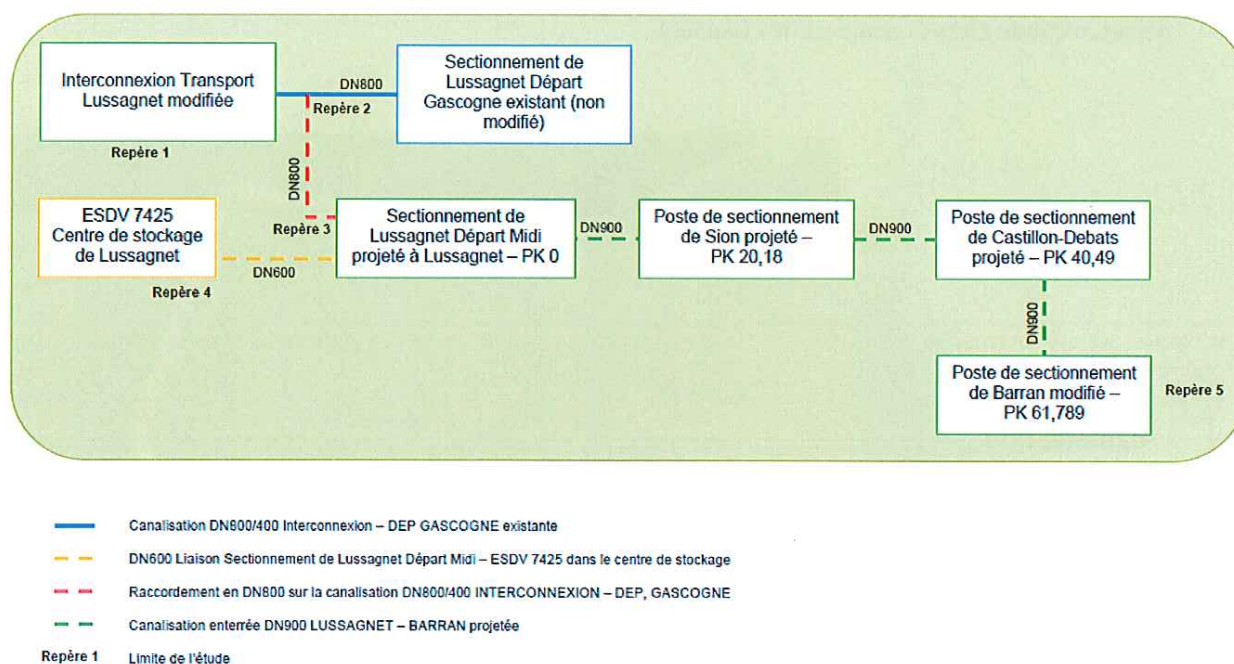 Interconnexion Transport
Lussagnet modifiée
Repère 1
DN800
Repère 2
Sectionnement de
Lussagnet Départ
Gascogne existant (non
modifié)
DN800
Repère 3
ESDV 7425
Centre de stockage
de Lussagnet
Repère 4
DN600
Sectionnement de
Lussagnet Départ Midi
projeté à Lussagnet – PK 0
DN900
Poste de sectionnement
de Sion projeté –
PK 20,18
DN900
Poste de sectionnement
de Castillon-Debats
projeté – PK 40,49
DN900
Poste de sectionnement
de Barran modifié –
PK 61,789
Repère 5
Canalisation DN800/400 Interconnexion – DEP GASCOGNE existante
DN600 Liaison Sectionnement de Lussagnet Départ Midi – ESDV 7425 dans le centre de stockage
Raccordement en DN800 sur la canalisation DN800/400 INTERCONNEXION – DEP, GASCOGNE
Canalisation enterrée DN900 LUSSAGNET – BARRAN projetée
Repère 1 Limite de l'étude